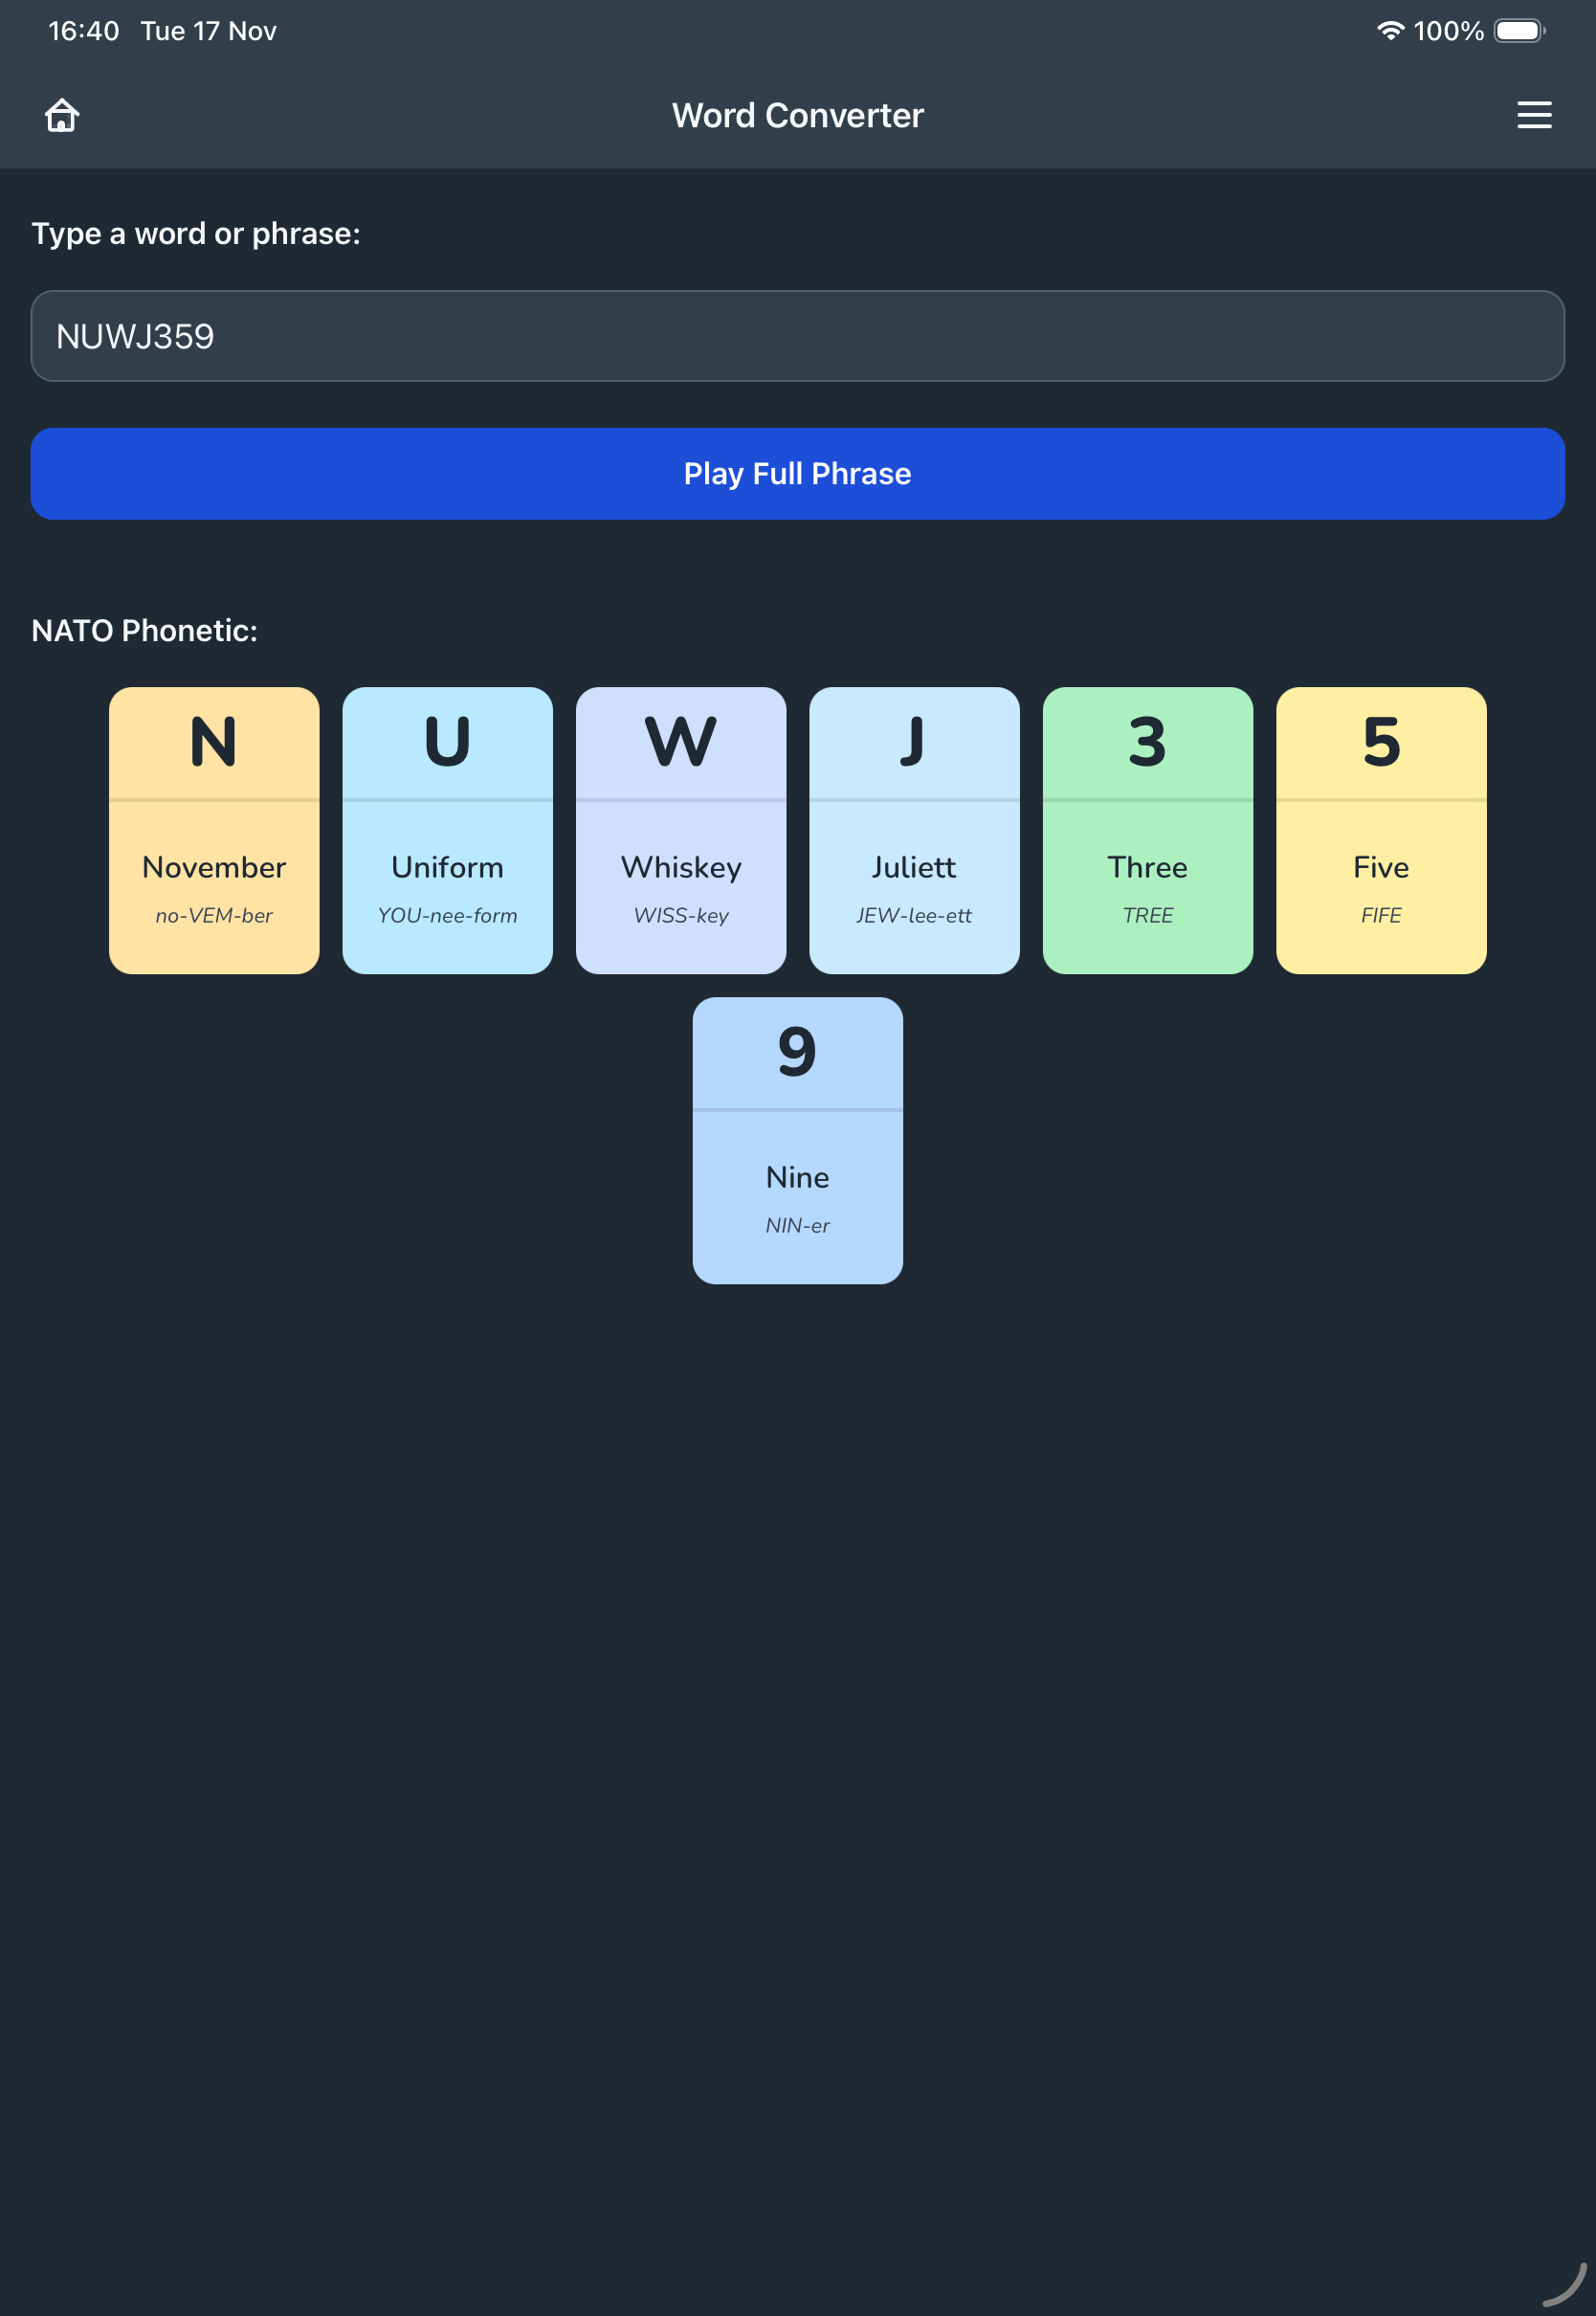 16:40 Tue 17 Nov 100%
Word Converter
Type a word or phrase:
NUWJ359
Play Full Phrase
NATO Phonetic:
N U W J 3 5
November Uniform Whiskey Juliett Three Five
no-VEM-ber YOU-nee-form WISS-key JEW-lee-ett TREE FIFE
9
Nine
NIN-er